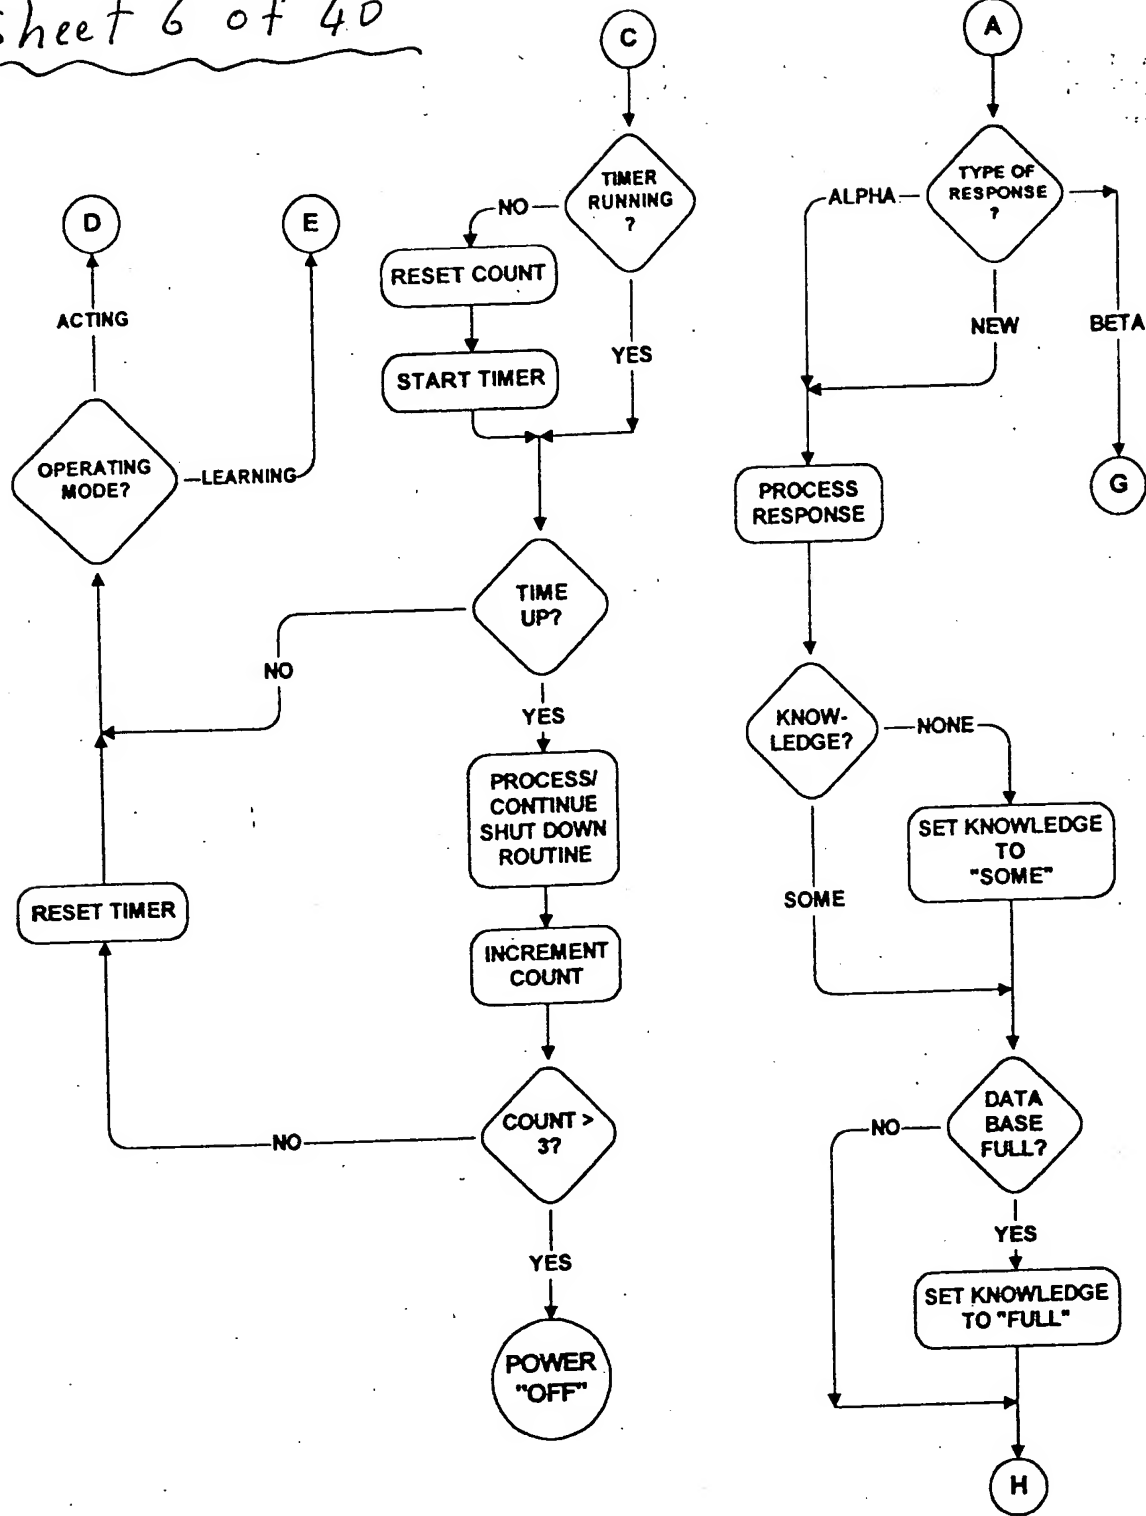 Sheet 6 of 40
C
TIMER
RUNNING
?
NO
RESET COUNT
START TIMER
YES
D
E
ACTING
OPERATING
MODE?
LEARNING
TIME
UP?
NO
YES
PROCESS/
CONTINUE
SHUT DOWN
ROUTINE
RESET TIMER
INCREMENT
COUNT
COUNT >
3?
NO
YES
POWER
"OFF"
A
TYPE OF
RESPONSE
?
ALPHA
NEW
BETA
G
PROCESS
RESPONSE
KNOW-
LEDGE?
NONE
SET KNOWLEDGE
TO
"SOME"
SOME
DATA
BASE
FULL?
NO
YES
SET KNOWLEDGE
TO "FULL"
H